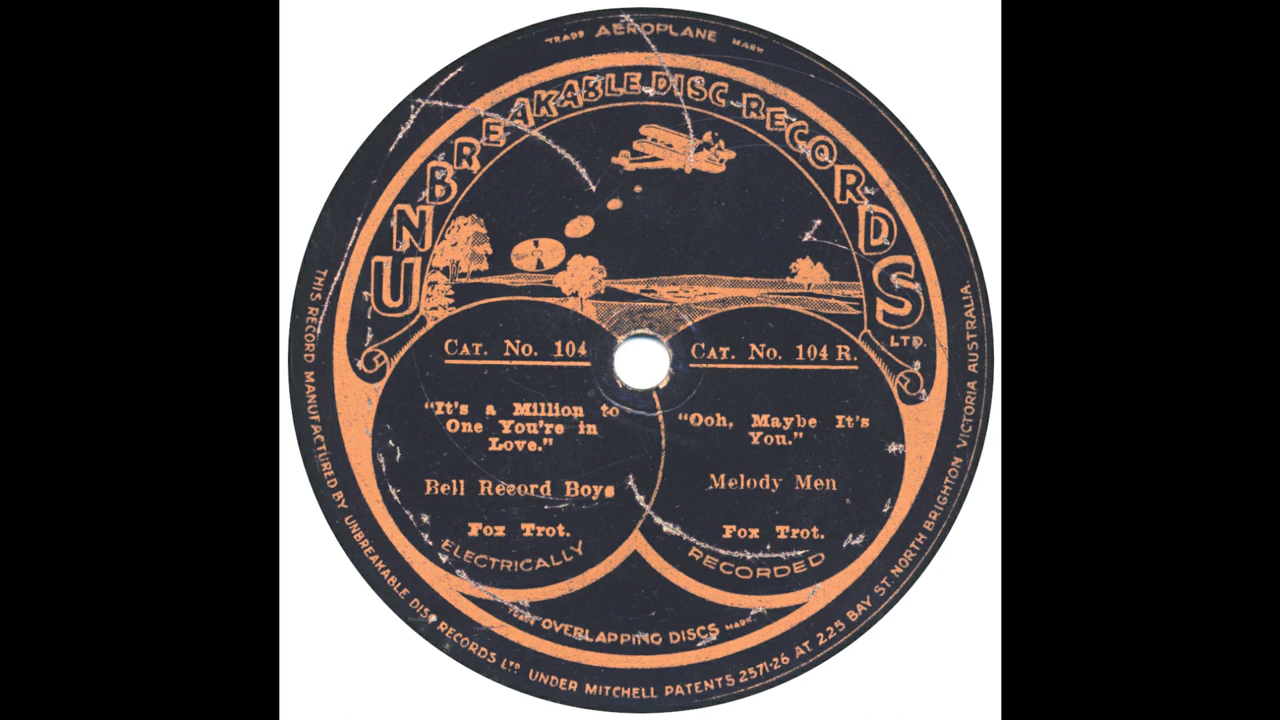 TRADE AEROPLANE MARK
UNBREAKABLE DISC RECORDS
LTD.
CAT. No. 104
"It's a Million to
One You're in
Love."
Bell Record Boys
Fox Trot.
ELECTRICALLY
CAT. No. 104 R.
"Ooh, Maybe It's
You."
Melody Men
Fox Trot.
RECORDED
TRADE OVERLAPPING DISCS MARK.
THIS RECORD MANUFACTURED BY UNBREAKABLE DISC RECORDS LTD UNDER MITCHELL PATENTS 2571·26 AT 225 BAY ST. NORTH BRIGHTON VICTORIA AUSTRALIA.